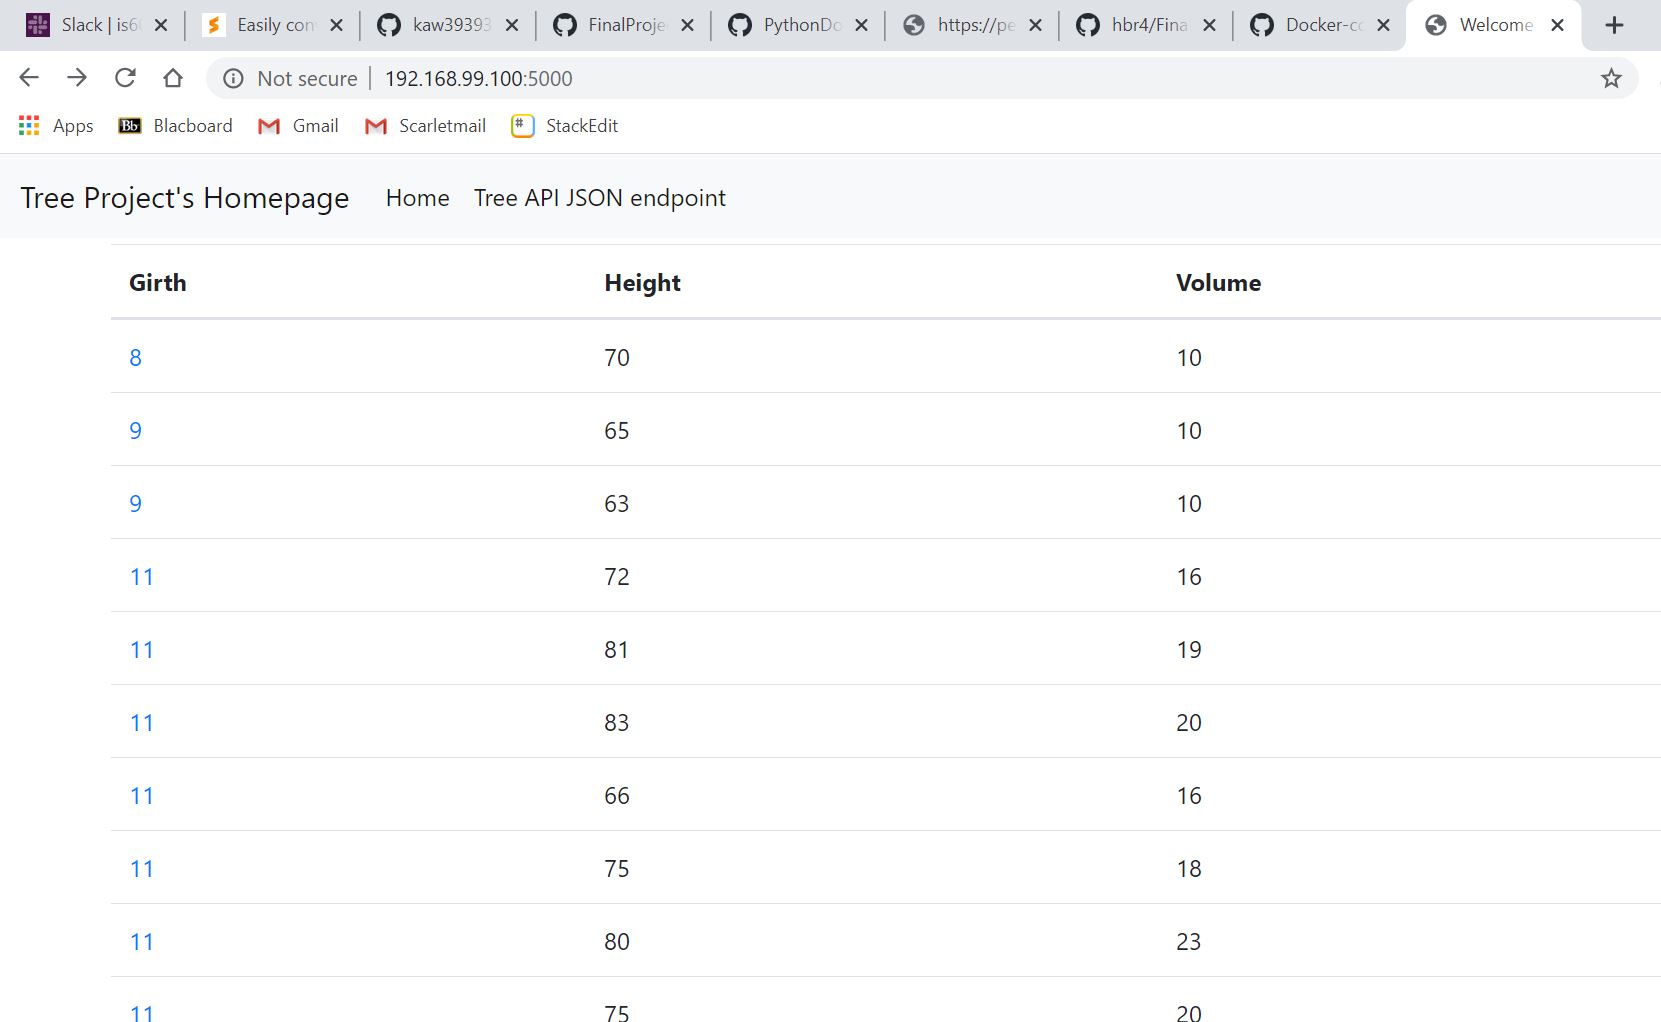 Slack | is60 Easily con kaw39393 FinalProje PythonDo https://pe hbr4/Fina Docker-co Welcome
Not secure 192.168.99.100:5000
Apps Bb Blacboard Gmail Scarletmail # StackEdit
Tree Project's Homepage Home Tree API JSON endpoint
Girth Height Volume
8 70 10
9 65 10
9 63 10
11 72 16
11 81 19
11 83 20
11 66 16
11 75 18
11 80 23
11 75 20